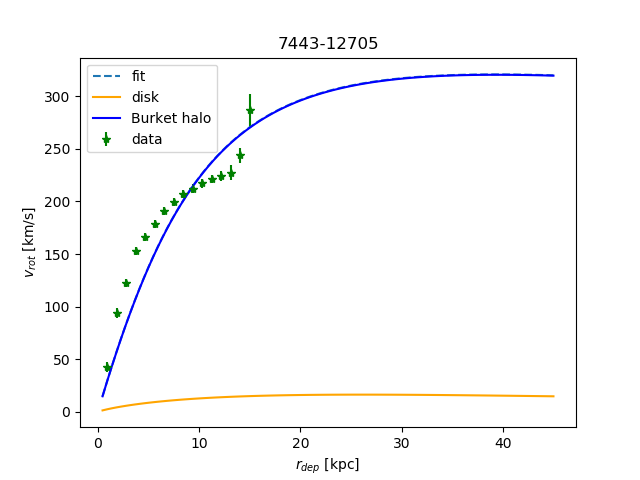 7443-12705
fit
disk
Burket halo
data
300
250
200
150
100
50
0
v_rot [km/s]
0 10 20 30 40
r_dep [kpc]